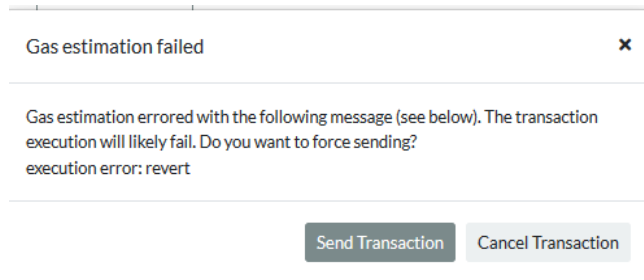 Gas estimation failed
Gas estimation errored with the following message (see below). The transaction
execution will likely fail. Do you want to force sending?
execution error: revert
Send Transaction
Cancel Transaction